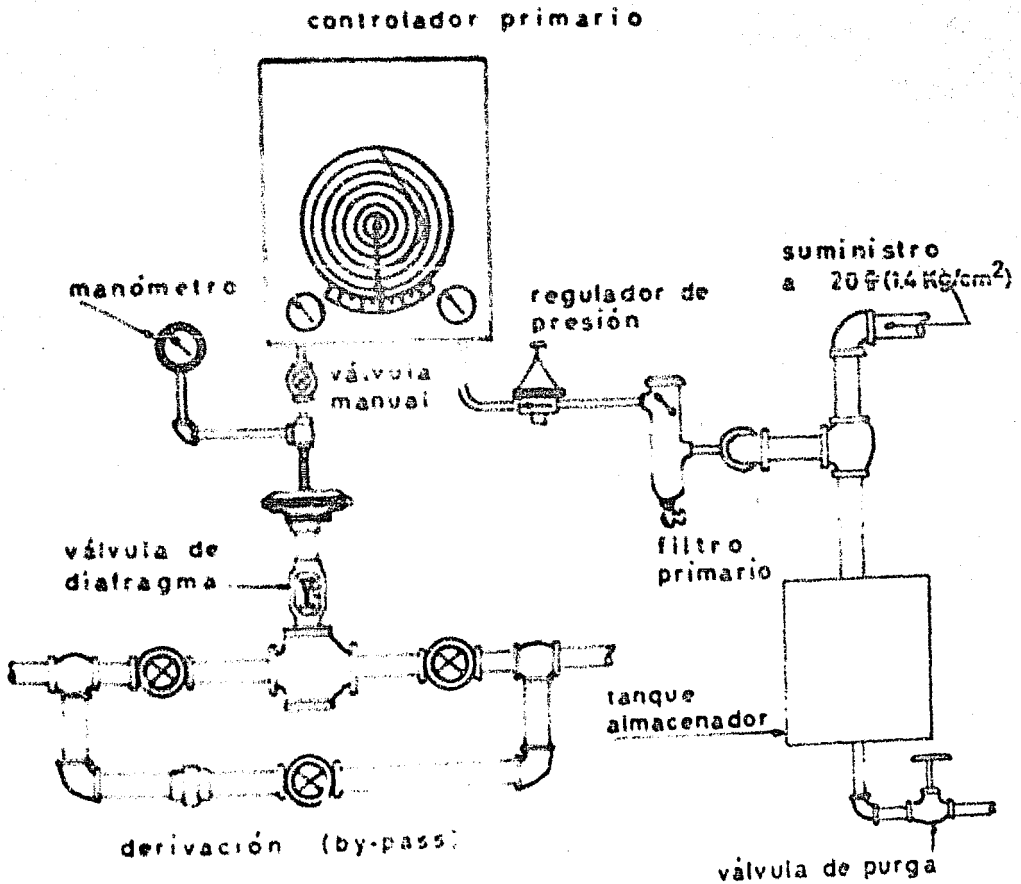 controlador primario
suministro
a 20 # (1.4 Kg/cm²)
manómetro
regulador de
presión
válvula
manual
válvula de
diafragma
filtro
primario
tanque
almacenador
derivación (by-pass)
válvula de purga